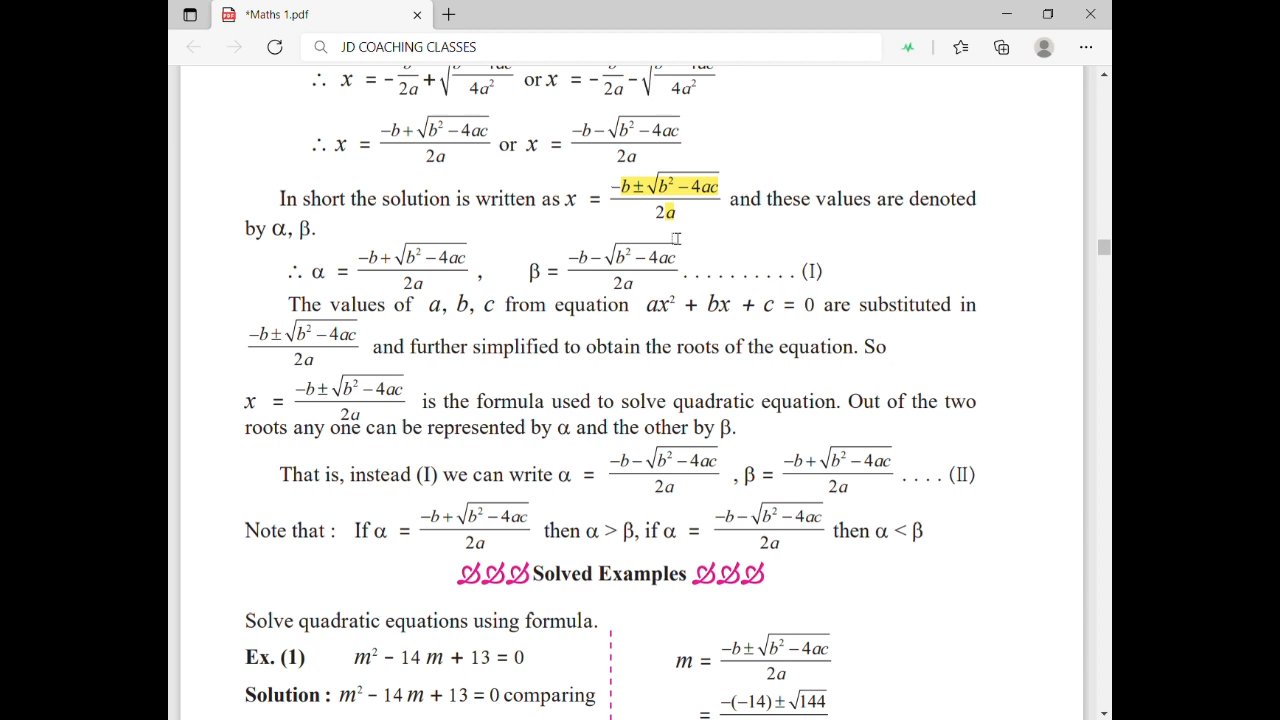 *Maths 1.pdf
JD COACHING CLASSES
∴ x = −b/2a + √(b² − 4ac)/4a² or x = −b/2a − √(b² − 4ac)/4a²
∴ x = (−b + √(b² − 4ac))/2a or x = (−b − √(b² − 4ac))/2a
In short the solution is written as x = (−b ± √(b² − 4ac))/2a and these values are denoted
by α, β.
∴ α = (−b + √(b² − 4ac))/2a , β = (−b − √(b² − 4ac))/2a . . . . . . . . . . (I)
The values of a, b, c from equation ax² + bx + c = 0 are substituted in
(−b ± √(b² − 4ac))/2a and further simplified to obtain the roots of the equation. So
x = (−b ± √(b² − 4ac))/2a is the formula used to solve quadratic equation. Out of the two
roots any one can be represented by α and the other by β.
That is, instead (I) we can write α = (−b − √(b² − 4ac))/2a , β = (−b + √(b² − 4ac))/2a . . . . (II)
Note that : If α = (−b + √(b² − 4ac))/2a then α > β, if α = (−b − √(b² − 4ac))/2a then α < β
Solved Examples
Solve quadratic equations using formula.
Ex. (1) m² − 14 m + 13 = 0
Solution : m² − 14 m + 13 = 0 comparing
m = (−b ± √(b² − 4ac))/2a
= −(−14) ± √144